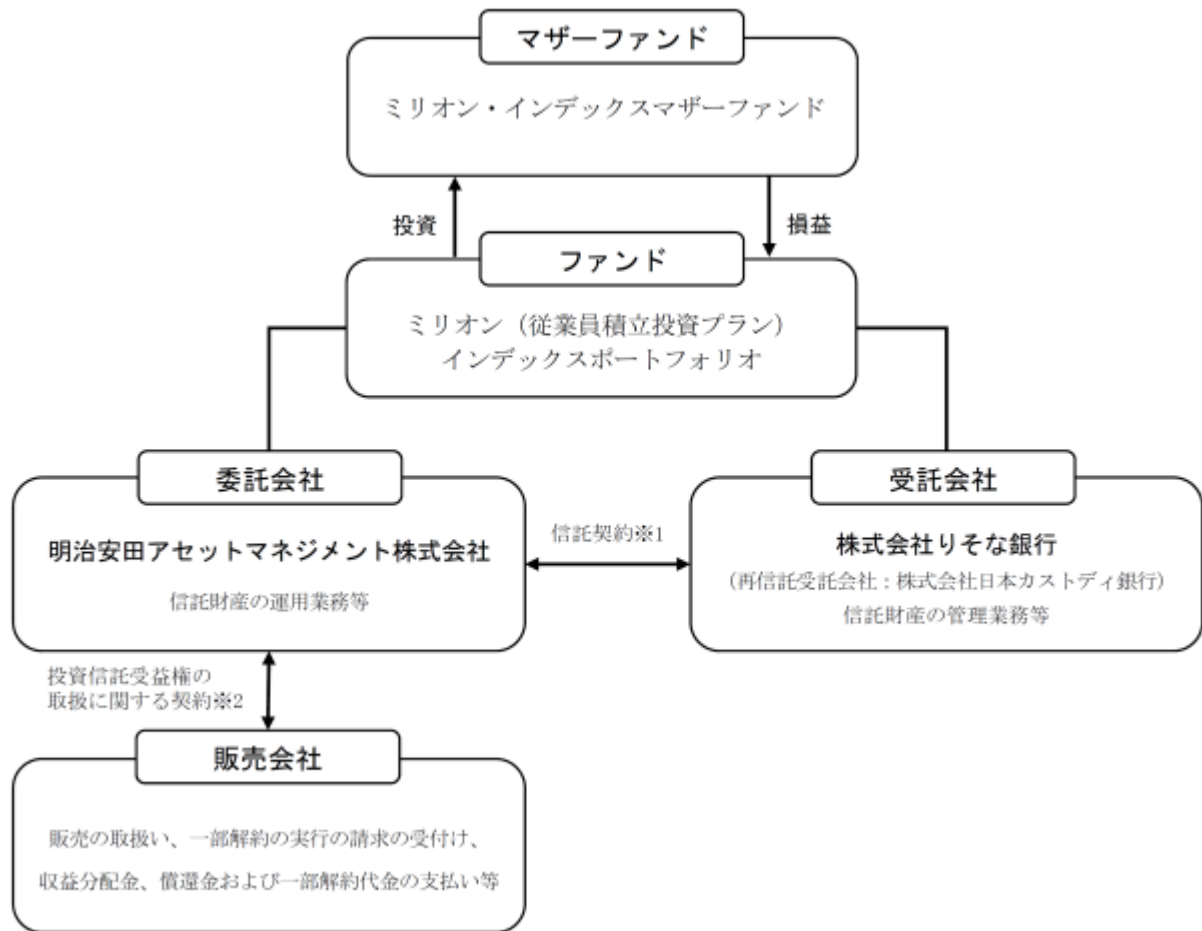 マザーファンド
ミリオン・インデックスマザーファンド
投資
損益
ファンド
ミリオン（従業員積立投資プラン）
インデックスポートフォリオ
委託会社
明治安田アセットマネジメント株式会社
信託財産の運用業務等
信託契約※1
受託会社
株式会社りそな銀行
（再信託受託会社：株式会社日本カストディ銀行）
信託財産の管理業務等
投資信託受益権の
取扱に関する契約※2
販売会社
販売の取扱い、一部解約の実行の請求の受付け、
収益分配金、償還金および一部解約代金の支払い等